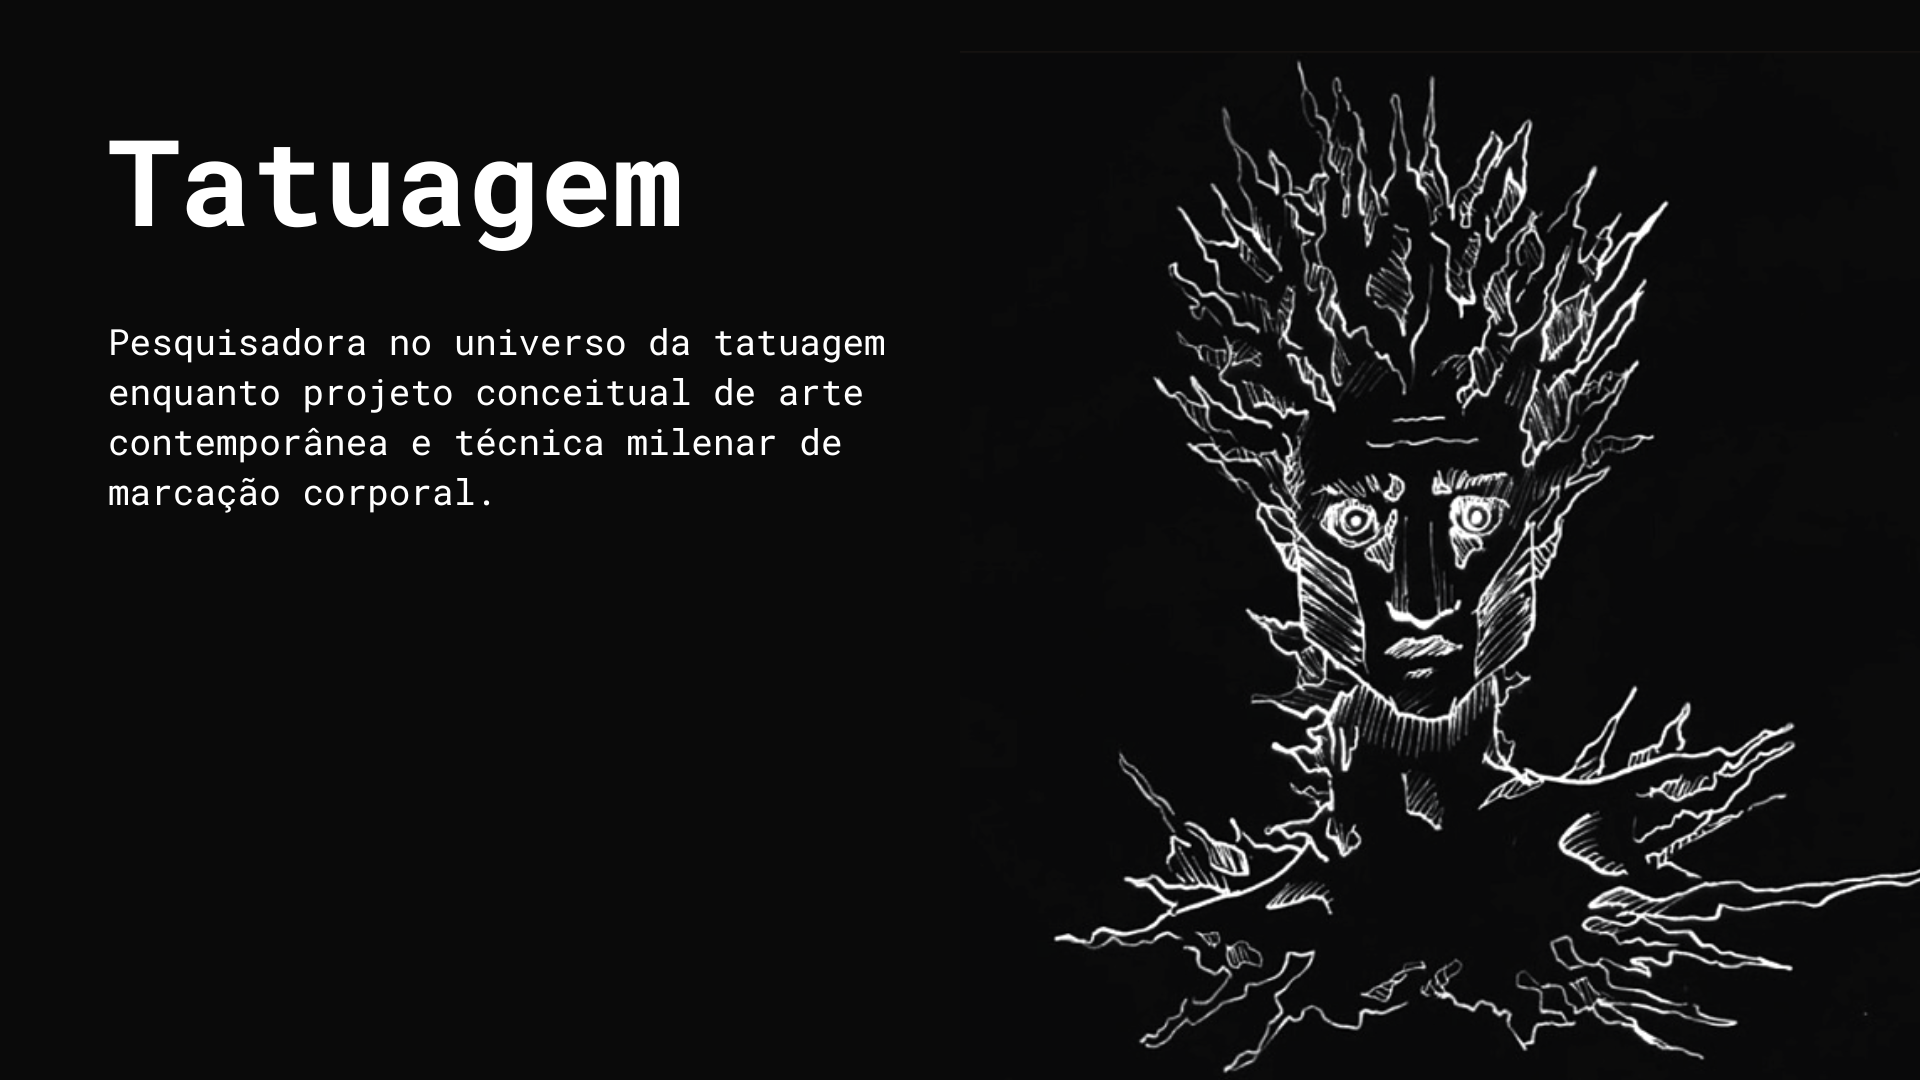 Tatuagem
Pesquisadora no universo da tatuagem
enquanto projeto conceitual de arte
contemporânea e técnica milenar de
marcação corporal.